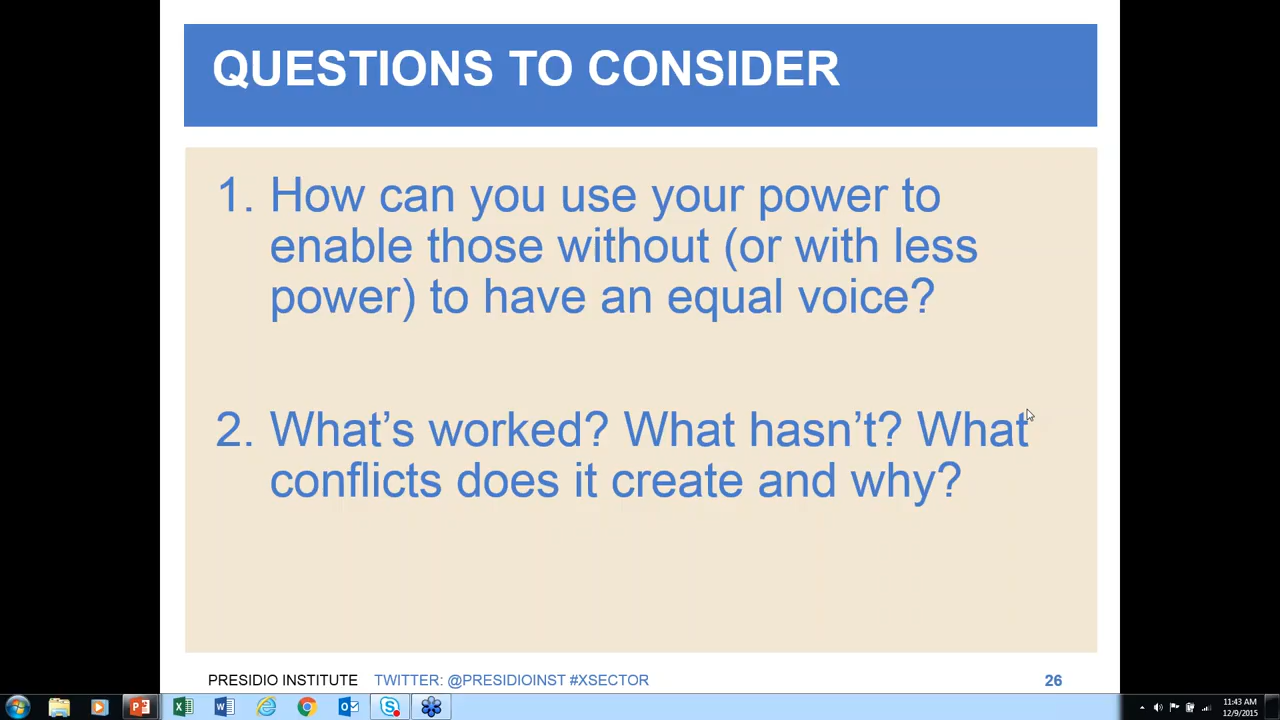 QUESTIONS TO CONSIDER
1. How can you use your power to
enable those without (or with less
power) to have an equal voice?
2. What’s worked? What hasn’t? What
conflicts does it create and why?
PRESIDIO INSTITUTE TWITTER: @PRESIDIOINST #XSECTOR 26
11:43 AM
12/9/2015